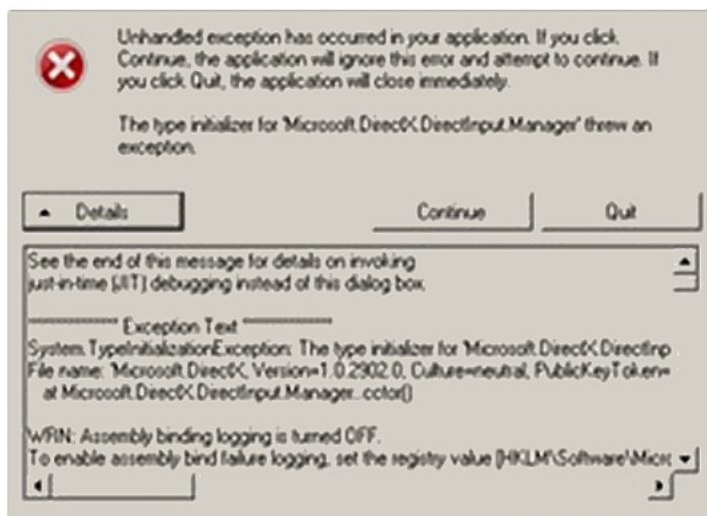 Unhandled exception has occurred in your application. If you click
Continue, the application will ignore this error and attempt to continue. If
you click Quit, the application will close immediately.
The type initializer for 'Microsoft.DirectX.DirectInput.Manager' threw an
exception.
Details
Continue
Quit
See the end of this message for details on invoking
just-in-time (JIT) debugging instead of this dialog box.
************** Exception Text **************
System.TypeInitializationException: The type initializer for 'Microsoft.DirectX.DirectInp
File name: 'Microsoft.DirectX, Version=1.0.2902.0, Culture=neutral, PublicKeyToken=
at Microsoft.DirectX.DirectInput.Manager..cctor()
WRN: Assembly binding logging is turned OFF.
To enable assembly bind failure logging, set the registry value [HKLM\Software\Micro